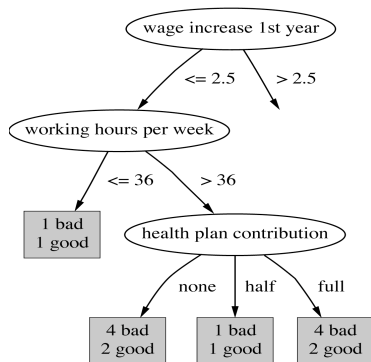 wage increase 1st year
<= 2.5
> 2.5
working hours per week
<= 36
> 36
1 bad
1 good
health plan contribution
none
half
full
4 bad
2 good
1 bad
1 good
4 bad
2 good